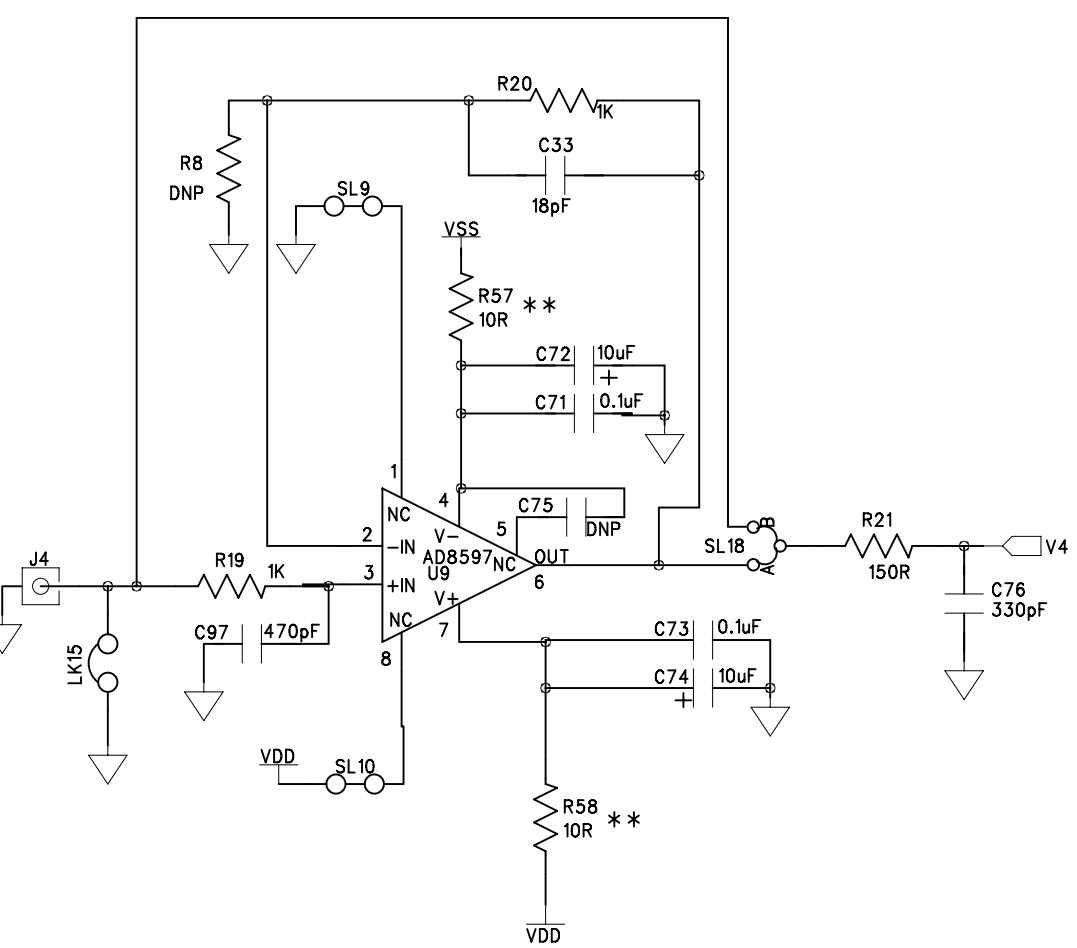 R20
1K
C33
18pF
R8
DNP
SL9
VSS
R57 **
10R
C72 10uF
+
C71 0.1uF
1
4
NC
C75
DNP
5
2
-IN
V-
AD8597
NC
OUT
U9
6
B
SL18
A
R21
150R
V4
J4
R19 1K
3
+IN
V+
NC
7
8
C97 470pF
LK15
C76
330pF
C73 0.1uF
C74 10uF
+
VDD
SL10
R58 **
10R
VDD